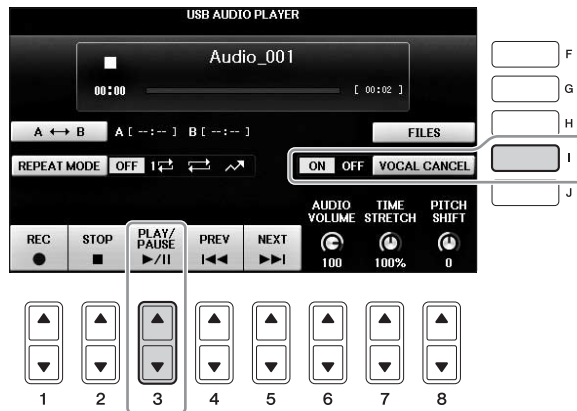 USB AUDIO PLAYER
Audio_001
00:00 [ 00:02 ]
A ↔ B A [ --:-- ] B [ --:-- ] FILES
REPEAT MODE OFF 1 ON OFF VOCAL CANCEL
AUDIO VOLUME TIME STRETCH PITCH SHIFT
REC STOP PLAY/PAUSE PREV NEXT 100 100% 0
F
G
H
I
J
1 2 3 4 5 6 7 8